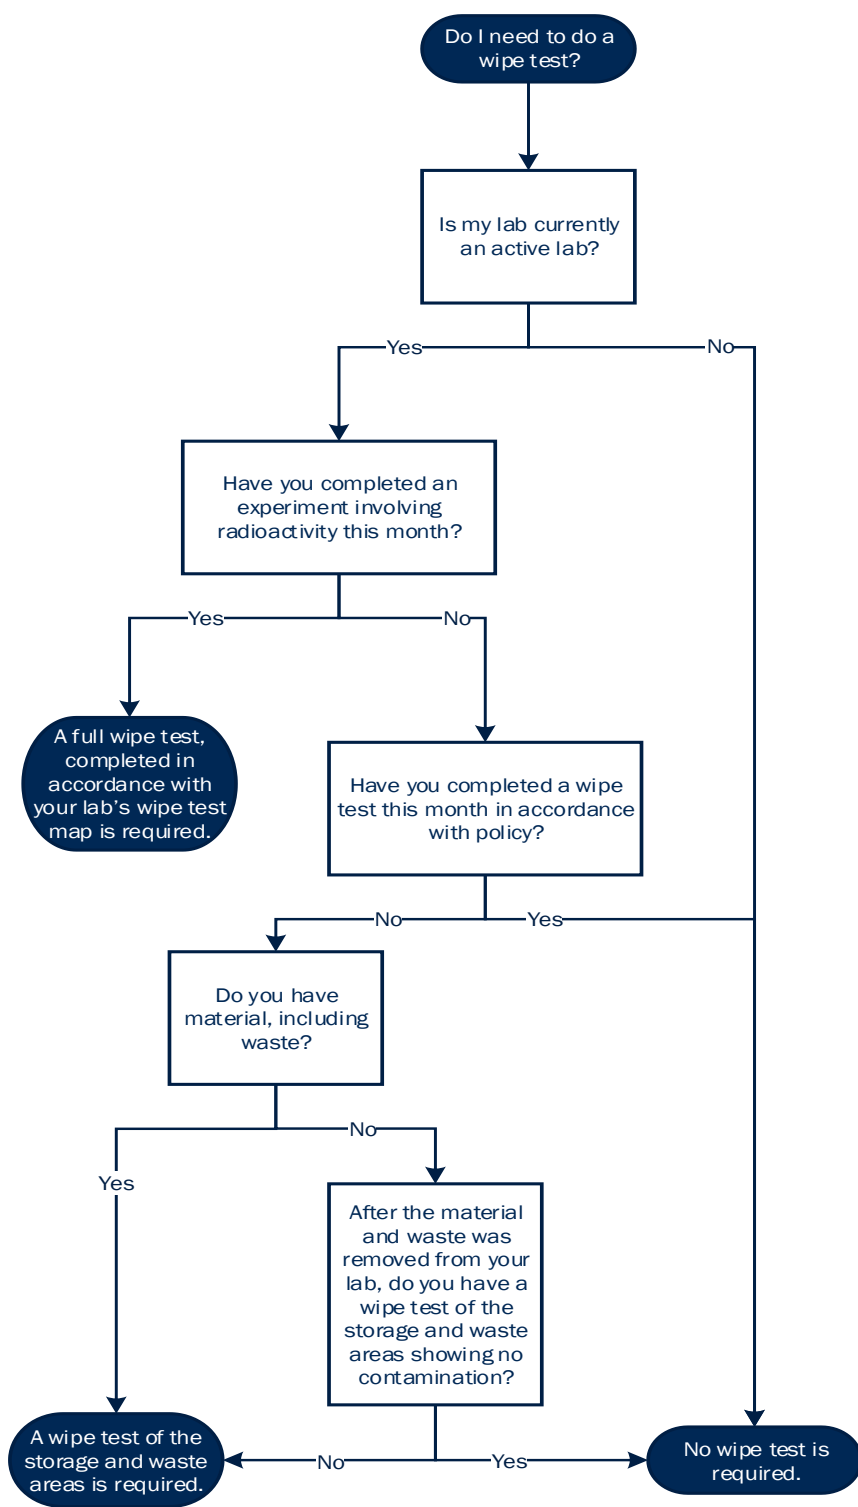 Do I need to do a
wipe test?
Is my lab currently
an active lab?
Yes
No
Have you completed an
experiment involving
radioactivity this month?
Yes
No
A full wipe test,
completed in
accordance with
your lab’s wipe test
map is required.
Have you completed a wipe
test this month in accordance
with policy?
No
Yes
Do you have
material, including
waste?
No
Yes
After the material
and waste was
removed from your
lab, do you have a
wipe test of the
storage and waste
areas showing no
contamination?
A wipe test of the
storage and waste
areas is required.
No
Yes
No wipe test is
required.